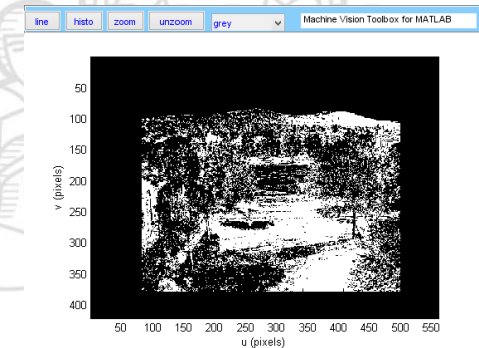 line histo zoom unzoom grey Machine Vision Toolbox for MATLAB
50
100
150
200
250
300
350
400
v (pixels)
50 100 150 200 250 300 350 400 450 500 550
u (pixels)